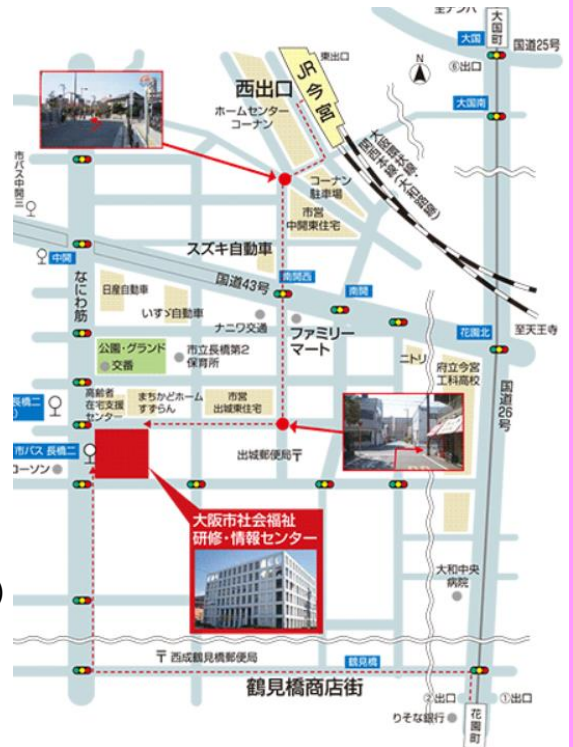 至ナンバ
大国町
大国
国道25号
⑥出口
N
東出口
JR今宮
西出口
ホームセンター
コーナン
大国南
大阪環状線・
関西本線(大和路線)
市バス中開三
コーナン
駐車場
市営
中開東住宅
スズキ自動車
中開
なにわ筋
国道43号
南開西
日産自動車
いすゞ自動車
南開
ナニワ交通
ファミリー
マート
至天王寺
花園北
公園・グランド
交番
市立長橋第2
保育所
ニトリ
府立今宮
工科高校
国道26号
高齢者
在宅支援
センター
まちかどホーム
すずらん
市営
出城東住宅
長橋二
)
市バス 長橋二
ローソン
出城郵便局〒
大阪市社会福祉
研修・情報センター
大和中央
病院
)
〒西成鶴見橋郵便局
鶴見橋
鶴見橋商店街
②出口
①出口
りそな銀行
花園町